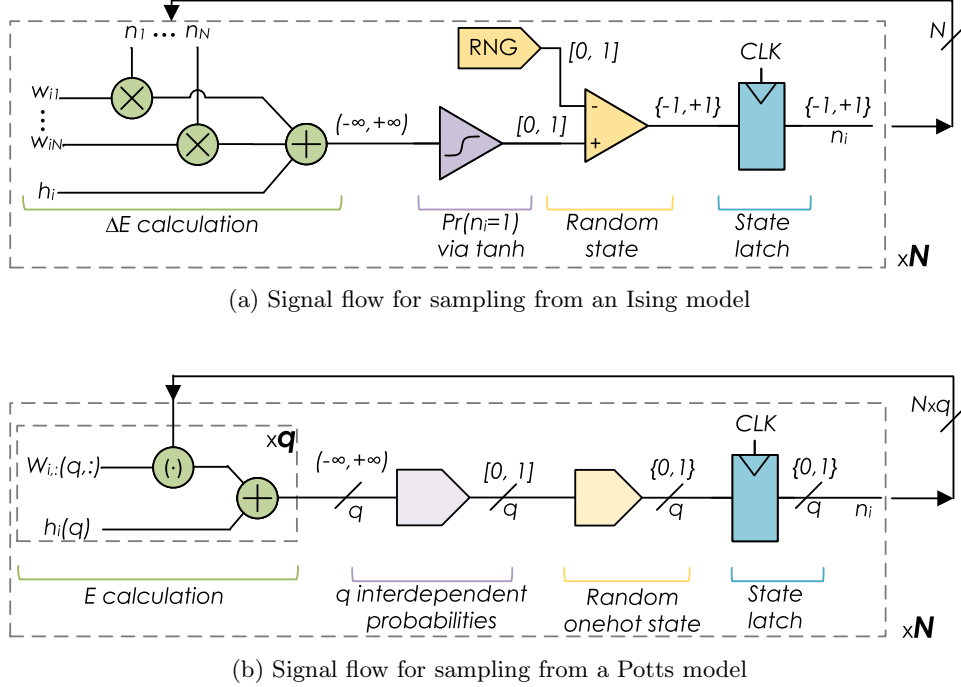 n1 ... nN
RNG
[0, 1]
N
CLK
wi1
(-∞,+∞)
[0, 1]
{-1,+1}
{-1,+1}
wiN
-
+
ni
hi
ΔE calculation
Pr(ni=1)
via tanh
Random
state
State
latch
xN
(a) Signal flow for sampling from an Ising model
xq
Nxq
CLK
Wi,:(q,:)
(·)
(-∞,+∞)
[0, 1]
{0,1}
{0,1}
q
q
q
q
ni
hi(q)
E calculation
q interdependent
probabilities
Random
onehot state
State
latch
xN
(b) Signal flow for sampling from a Potts model